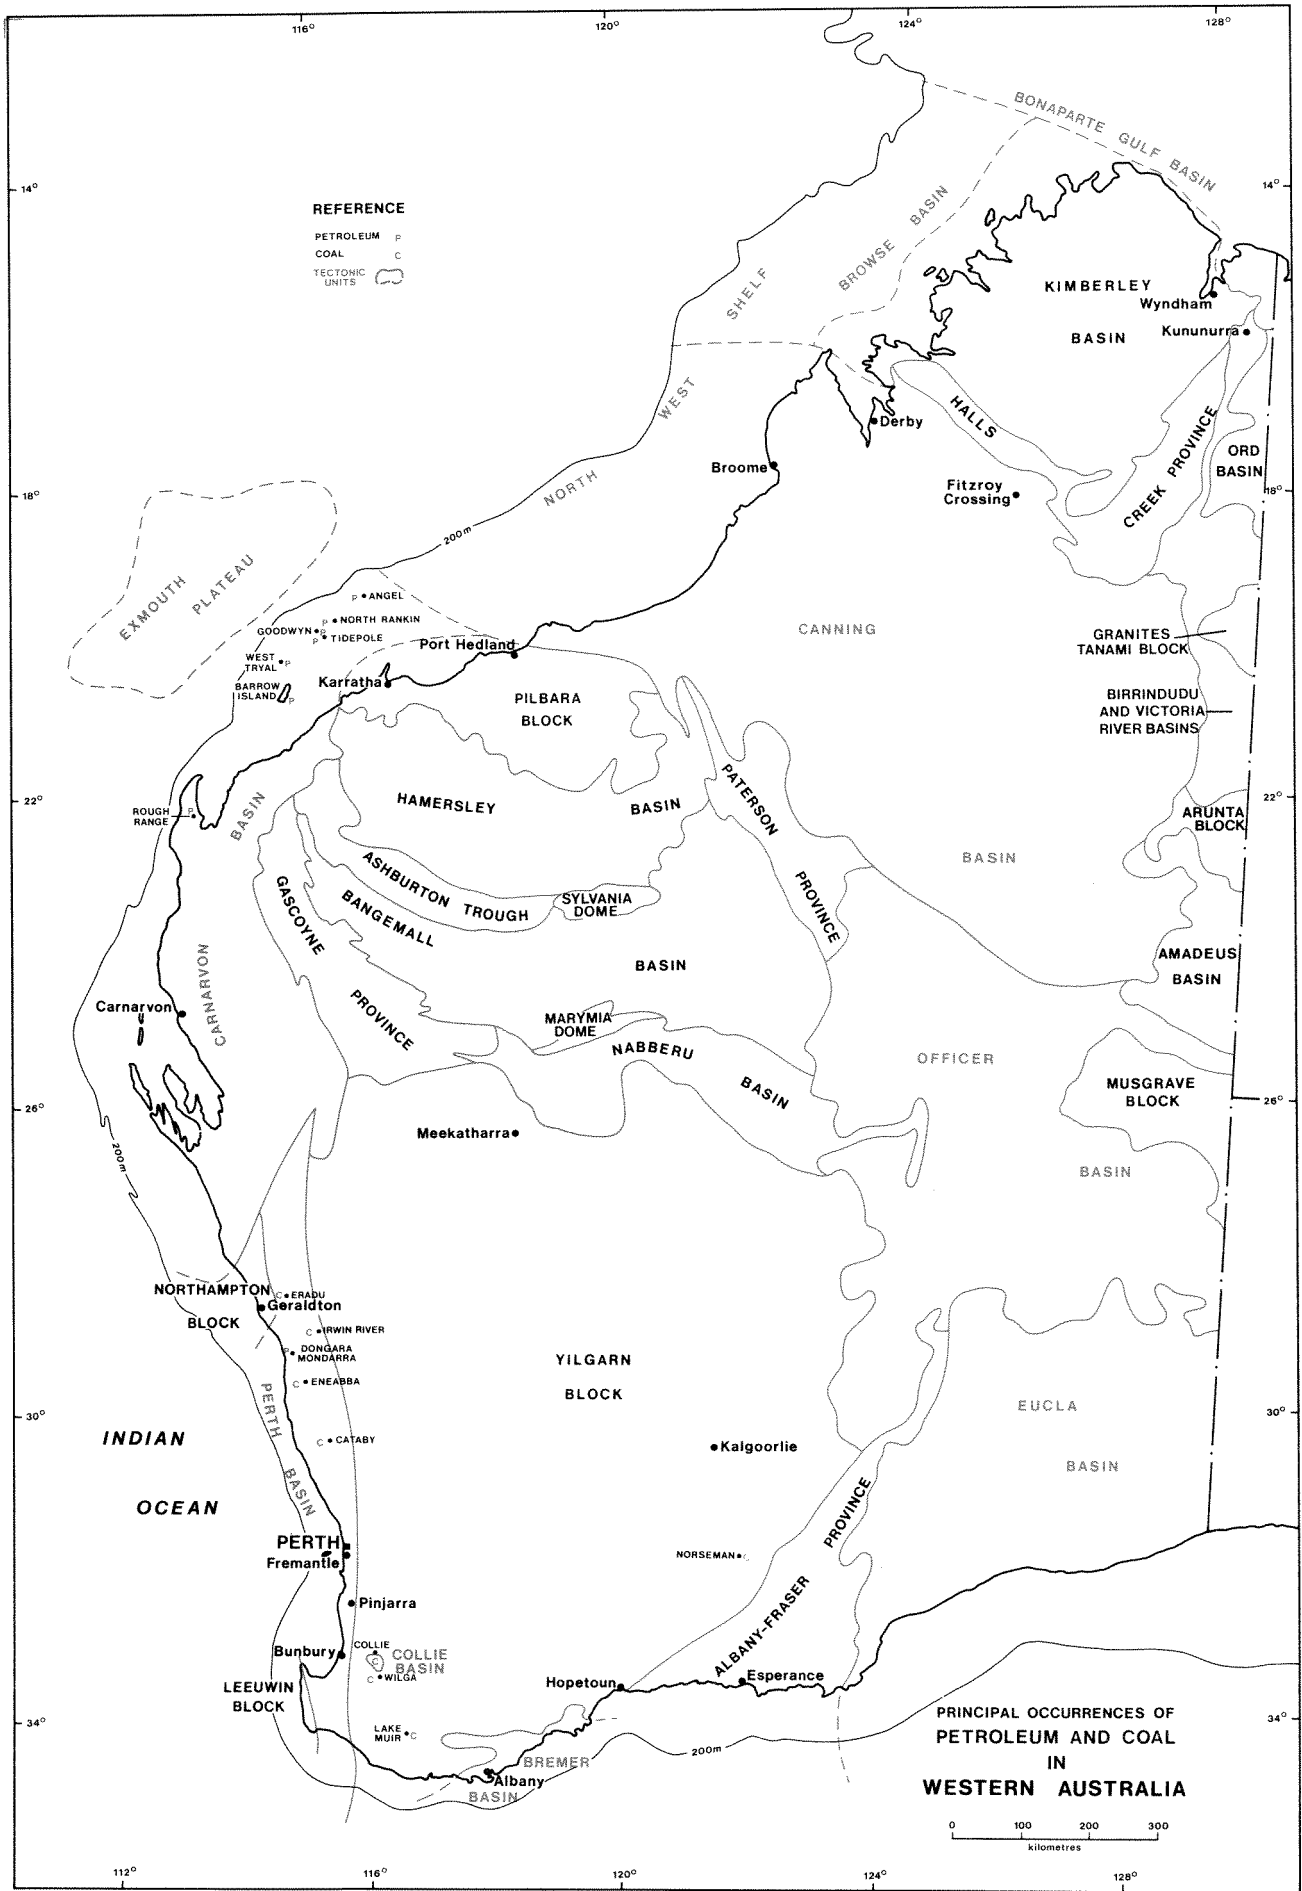 116°
120°
124°
128°
BONAPARTE GULF BASIN
14°
14°
REFERENCE
PETROLEUM P
COAL C
TECTONIC
UNITS
BROWSE BASIN
NORTH WEST SHELF
KIMBERLEY
BASIN
Wyndham
Kununurra
HALLS
CREEK PROVINCE
Derby
ORD
BASIN
Broome
Fitzroy
Crossing
18°
18°
200m
EXMOUTH
PLATEAU
P ANGEL
P NORTH RANKIN
GOODWYN P
P TIDEPOLE
WEST
TRYAL P
BARROW
ISLAND P
Port Hedland
Karratha
CANNING
BASIN
GRANITES
TANAMI BLOCK
PILBARA
BLOCK
BIRRINDUDU
AND VICTORIA
RIVER BASINS
22°
22°
ROUGH
RANGE
P
CARNARVON
BASIN
HAMERSLEY
BASIN
PATERSON
PROVINCE
ARUNTA
BLOCK
ASHBURTON TROUGH
SYLVANIA
DOME
GASCOYNE
PROVINCE
BANGEMALL
BASIN
AMADEUS
BASIN
Carnarvon
MARYMIA
DOME
NABBERU
BASIN
OFFICER
BASIN
MUSGRAVE
BLOCK
26°
26°
Meekatharra
200m
NORTHAMPTON
BLOCK
C ERADU
Geraldton
C IRWIN RIVER
P DONGARA
MONDARRA
C ENEABBA
YILGARN
BLOCK
EUCLA
BASIN
30°
30°
PERTH
BASIN
INDIAN
OCEAN
C CATABY
Kalgoorlie
PERTH
Fremantle
NORSEMAN C
ALBANY-FRASER
PROVINCE
Pinjarra
Bunbury
COLLIE
C
COLLIE
BASIN
C WILGA
LEEUWIN
BLOCK
Hopetoun
Esperance
34°
34°
LAKE
MUIR C
BREMER
BASIN
Albany
200m
PRINCIPAL OCCURRENCES OF
PETROLEUM AND COAL
IN
WESTERN AUSTRALIA
0 100 200 300
kilometres
112°
116°
120°
124°
128°